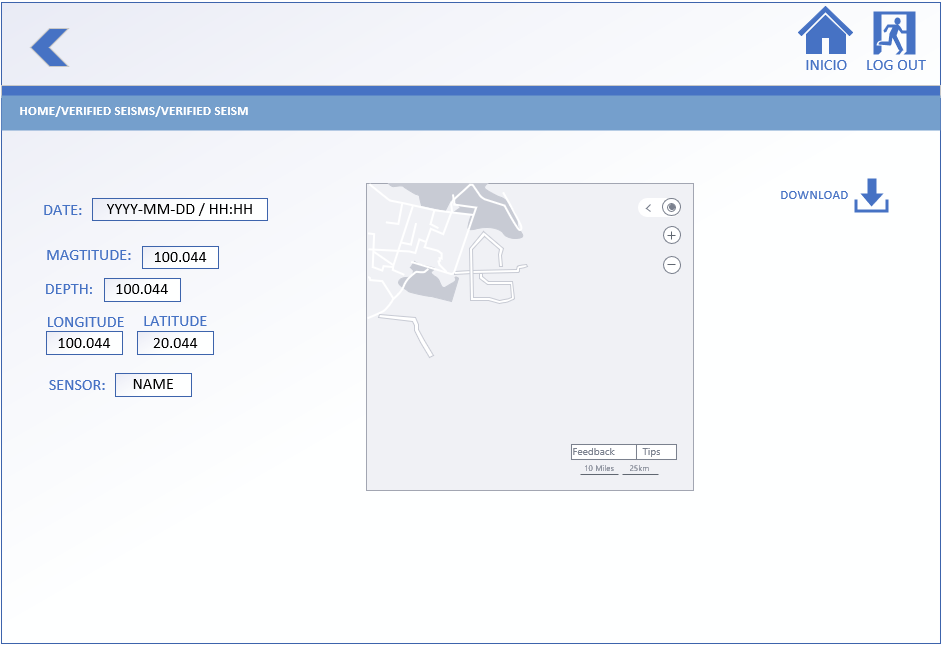 INICIO
LOG OUT
HOME/VERIFIED SEISMS/VERIFIED SEISM
DOWNLOAD
DATE: YYYY-MM-DD / HH:HH
MAGTITUDE: 100.044
DEPTH: 100.044
LONGITUDE LATITUDE
100.044 20.044
SENSOR: NAME
Feedback Tips
10 Miles 25km